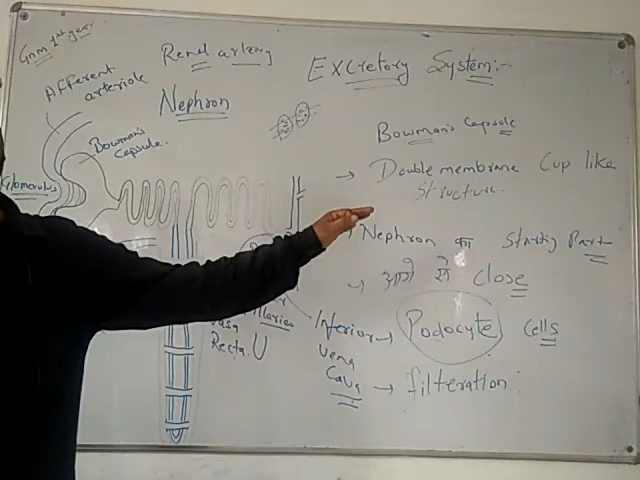 Gnm 1st year
Renal artery
Excretory System:-
Afferent
arteriole
Nephron
Bowman's
Capsule.
Glomerulus
Bowman's Capsule
→ Double membrane Cup like
Structure.
Nephron का Starting Part
आगे से Close
Podocyte Cells
→ filteration
Vasa
Recta
Inferior
Vena
Cava